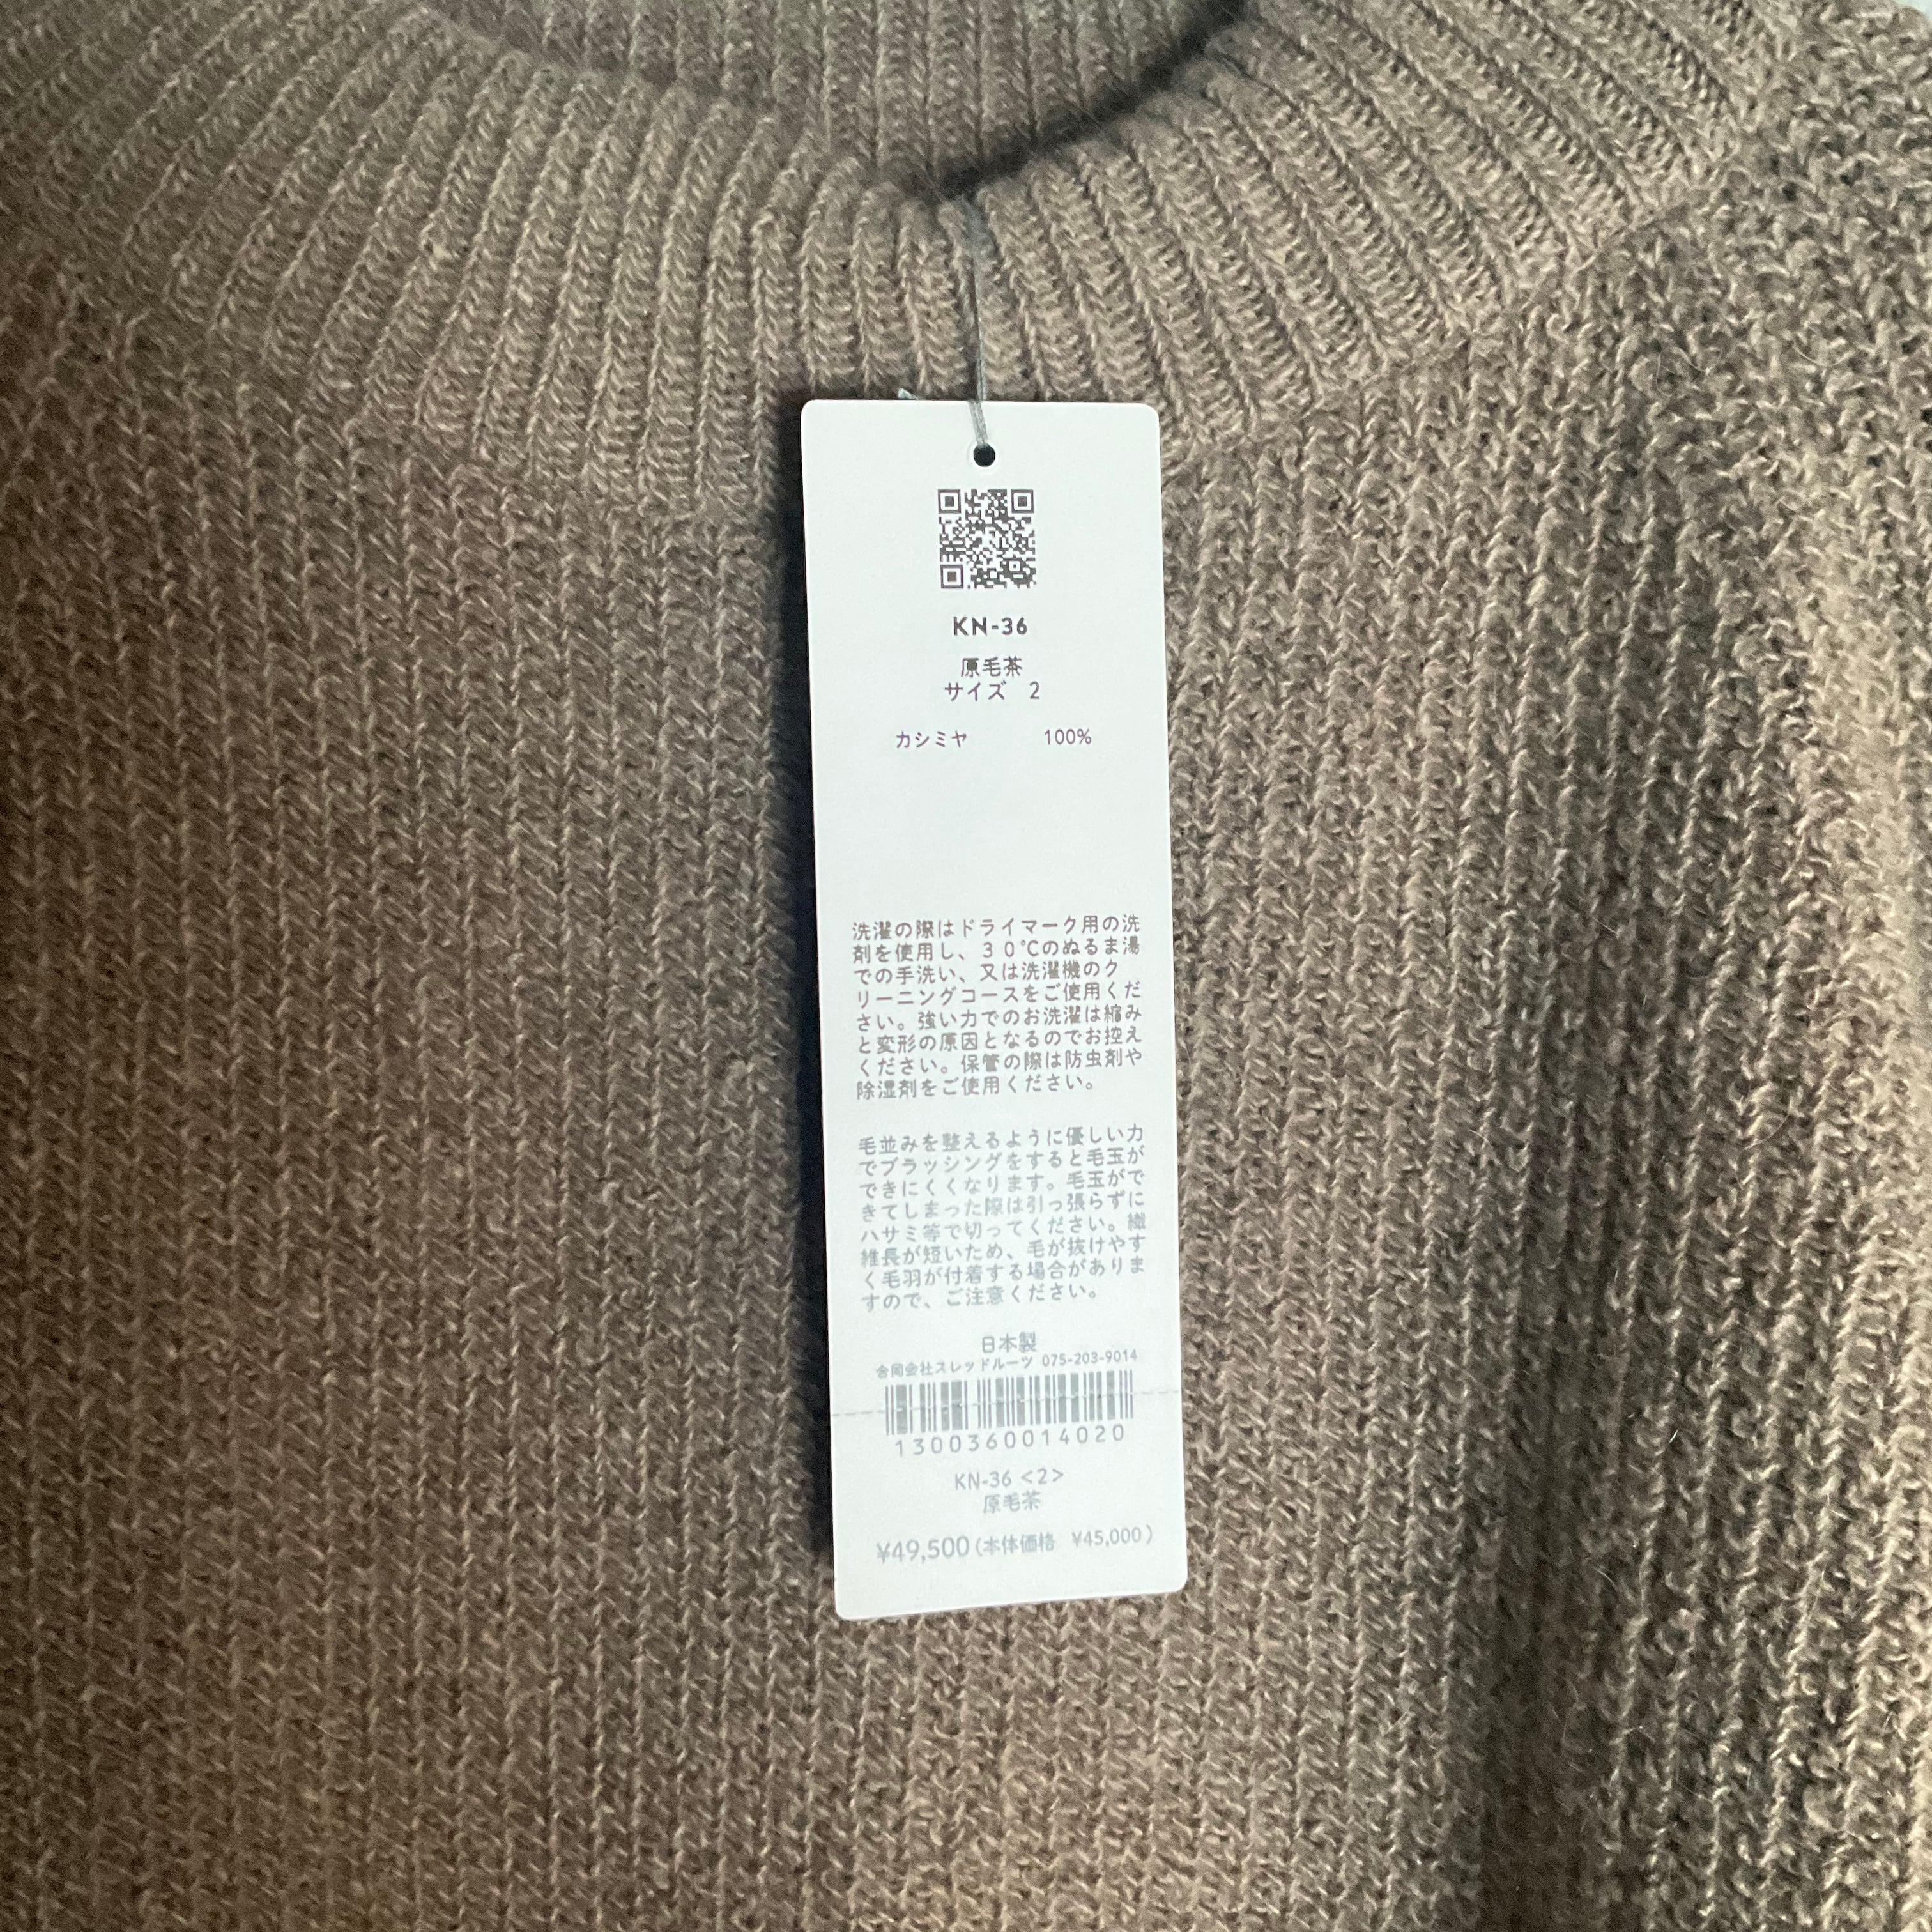 KN-36
原毛茶
サイズ 2
カシミヤ 100%
洗濯の際はドライマーク用の洗
剤を使用し、30℃のぬるま湯
での手洗い、又は洗濯機のク
リーニングコースをご使用くだ
さい。強い力でのお洗濯は縮み
と変形の原因となるのでお控え
ください。保管の際は防虫剤や
除湿剤をご使用ください。
毛並みを整えるように優しい力
でブラッシングをすると毛玉が
できにくくなります。毛玉がで
きてしまった際は引っ張らずに
ハサミ等で切ってください。繊
維長が短いため、毛が抜けやす
く毛羽が付着する場合がありま
すので、ご注意ください。
日本製
合同会社スレッドルーツ 075-203-9014
1300360014020
KN-36 <2>
原毛茶
¥49,500(本体価格 ¥45,000)